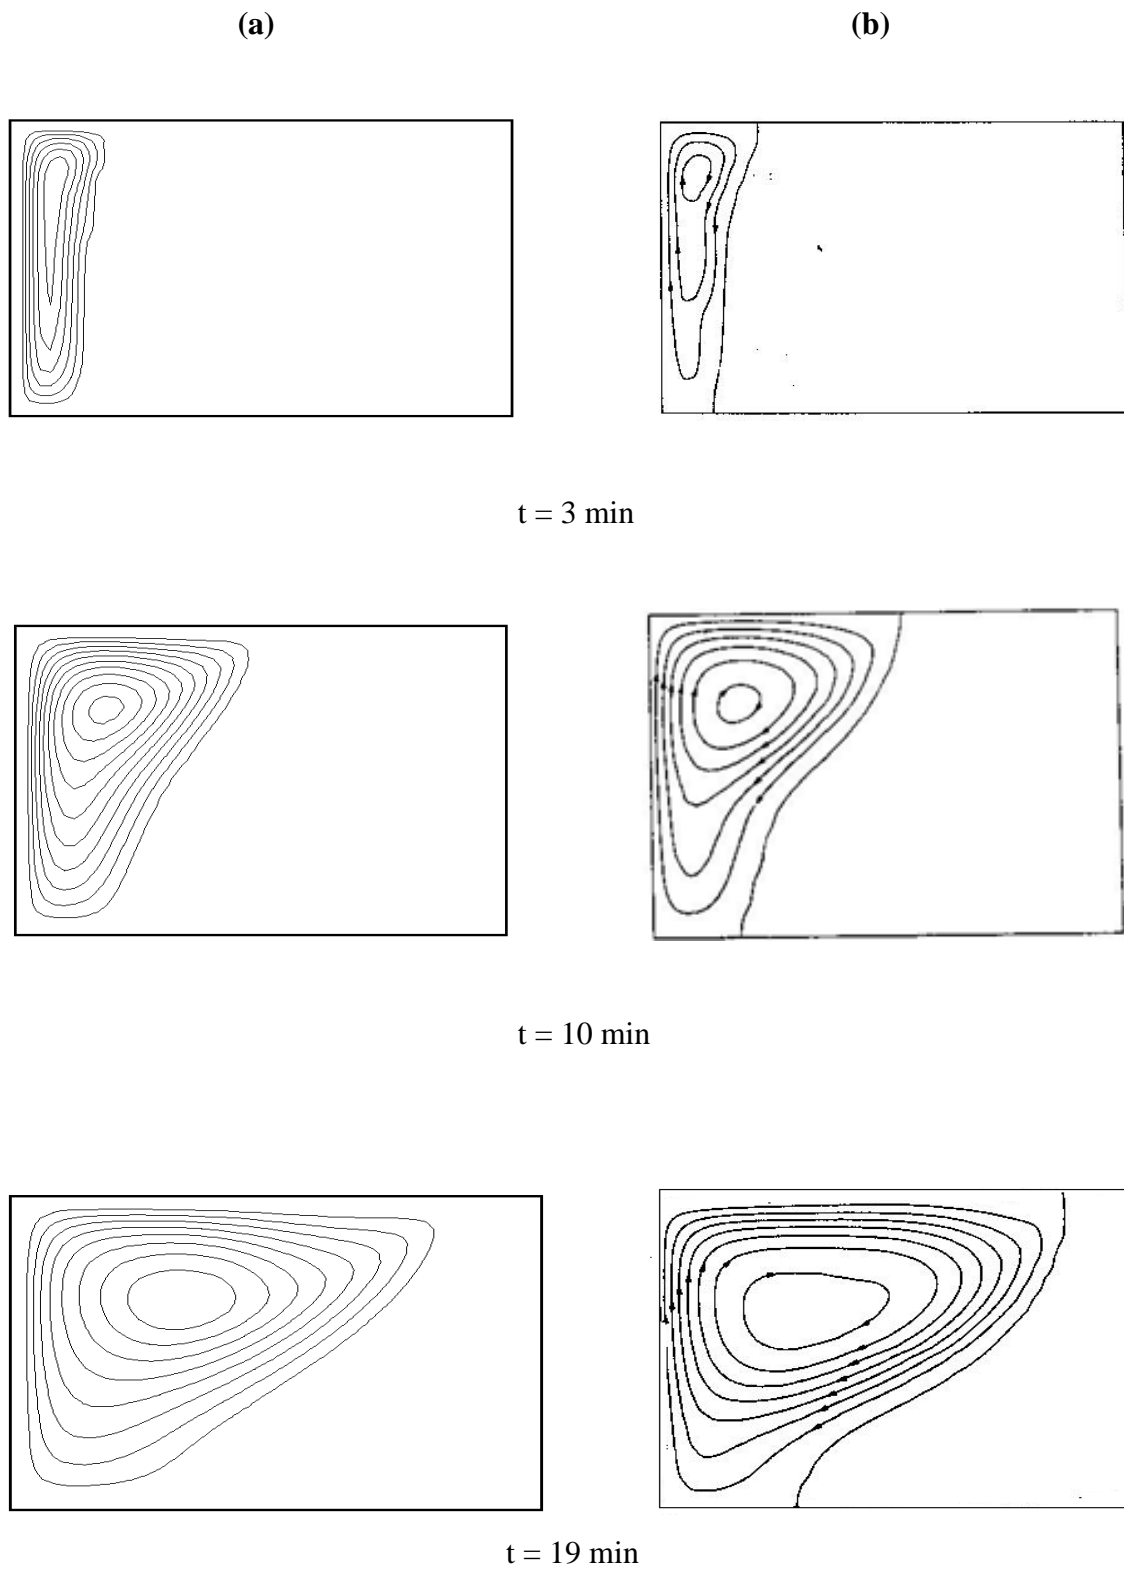 (a) (b)
t = 3 min
t = 10 min
t = 19 min